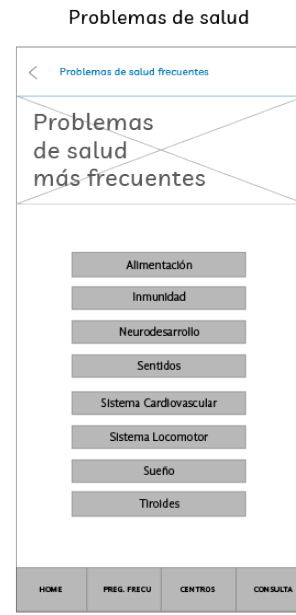 Problemas de salud
Problemas de salud frecuentes
Problemas
de salud
más frecuentes
Alimentación
Inmunidad
Neurodesarrollo
Sentidos
Sistema Cardiovascular
Sistema Locomotor
Sueño
Tiroides
HOME PREG. FRECU CENTROS CONSULTA